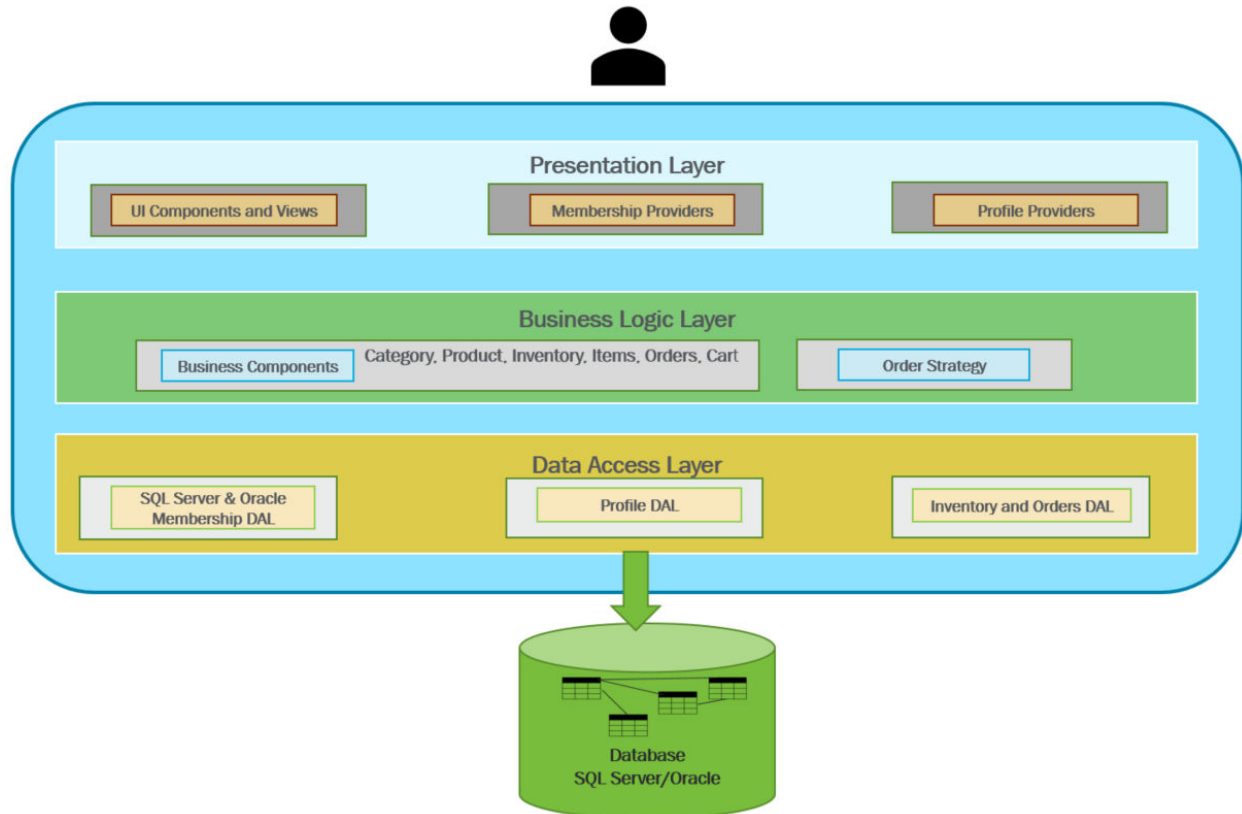 Presentation Layer
UI Components and Views
Membership Providers
Profile Providers
Business Logic Layer
Business Components
Category, Product, Inventory, Items, Orders, Cart
Order Strategy
Data Access Layer
SQL Server & Oracle
Membership DAL
Profile DAL
Inventory and Orders DAL
Database
SQL Server/Oracle